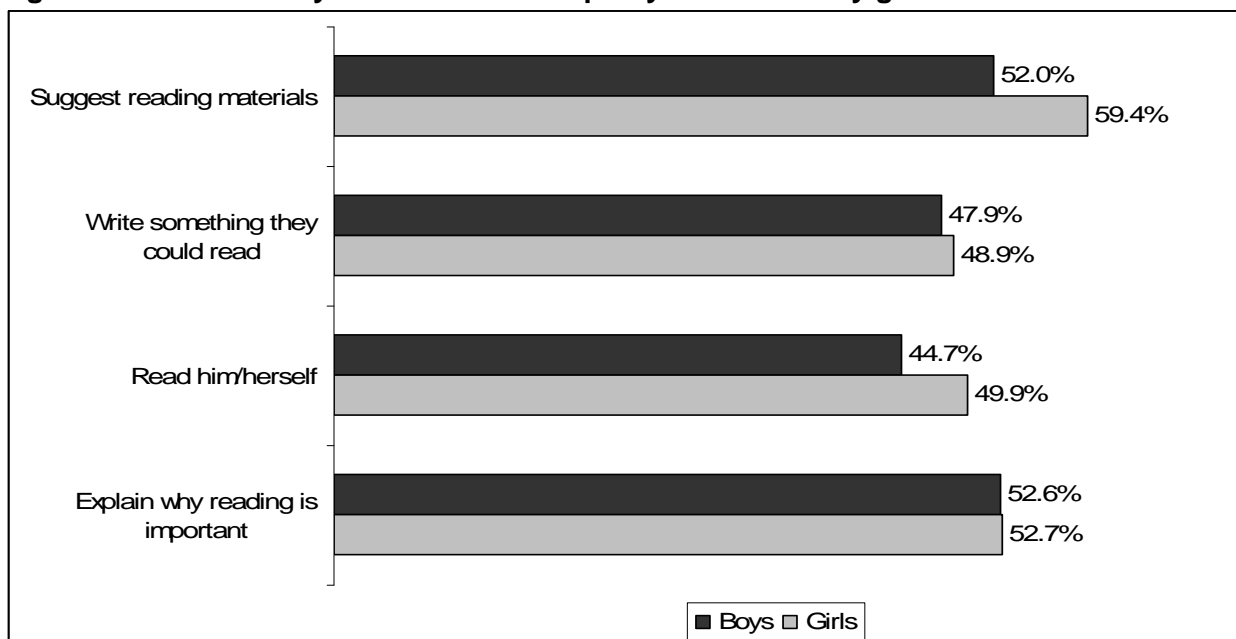 Suggest reading materials
52.0%
59.4%
Write something they
could read
47.9%
48.9%
Read him/herself
44.7%
49.9%
Explain why reading is
important
52.6%
52.7%
Boys Girls